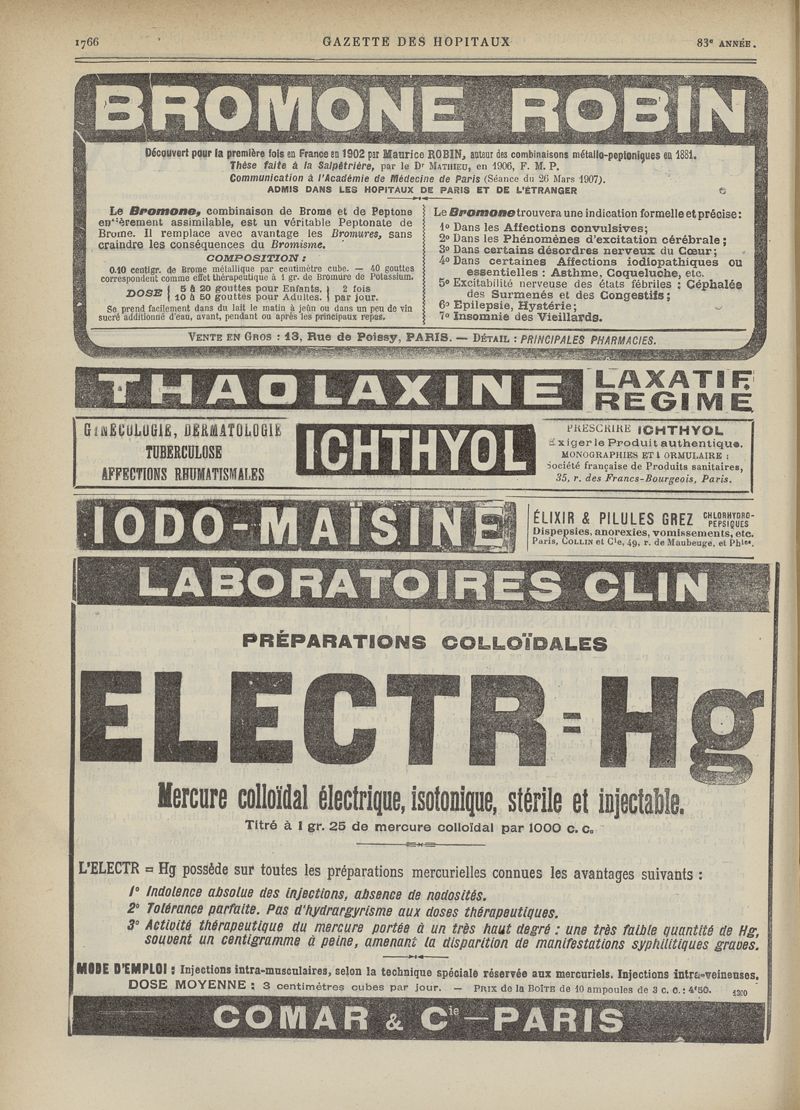 1766
GAZETTE DES HOPITAUX
83e ANNÉE.
BROMONE ROBIN
Découvert pour la première fois en France en 1902 par Maurice ROBIN, auteur des combinaisons métallo-peptoniques en 1881.
Thèse faite à la Salpêtrière, par le Dr MATHIEU, en 1906, F. M. P.
Communication à l'Académie de Médecine de Paris (Séance du 26 Mars 1907).
ADMIS DANS LES HOPITAUX DE PARIS ET DE L'ÉTRANGER
Le Bromone, combinaison de Brome et de Peptone
entièrement assimilable, est un véritable Peptonate de
Brome. Il remplace avec avantage les Bromures, sans
craindre les conséquences du Bromisme.
COMPOSITION :
0.10 centigr. de Brome métallique par centimètre cube. — 40 gouttes
correspondent comme effet thérapeutique à 1 gr. de Bromure de Potassium.
DOSE { 5 à 20 gouttes pour Enfants. } 2 fois
{ 10 à 50 gouttes pour Adultes. } par jour.
Se prend facilement dans du lait le matin à jeûn ou dans un peu de vin
sucré additionné d'eau, avant, pendant ou après les principaux repas.
Le Bromone trouvera une indication formelle et précise :
1o Dans les Affections convulsives;
2o Dans les Phénomènes d'excitation cérébrale;
3o Dans certains désordres nerveux du Cœur;
4o Dans certaines Affections idiopathiques ou
essentielles : Asthme, Coqueluche, etc.
5o Excitabilité nerveuse des états fébriles : Céphalée
des Surmenés et des Congestifs;
6o Epilepsie, Hystérie;
7o Insomnie des Vieillards.
VENTE EN GROS : 13, Rue de Poissy, PARIS. — DÉTAIL : PRINCIPALES PHARMACIES.
THAOLAXINE
LAXATIF
REGIME
GINÉCOLOGIE, DERMATOLOGIE
TUBERCULOSE
AFFECTIONS RHUMATISMALES
ICHTHYOL
PRESCRIRE ICHTHYOL
Exiger le Produit authentique.
MONOGRAPHIES ET FORMULAIRE :
Société française de Produits sanitaires,
35, r. des Francs-Bourgeois, Paris.
IODO-MAÏSINE
ÉLIXIR & PILULES GREZ CHLORHYDRO-
PEPSIQUES
Dispepsies, anorexies, vomissements, etc.
Paris, COLLIN et Cie, 49, r. de Maubeuge, et Phies.
LABORATOIRES CLIN
PRÉPARATIONS COLLOÏDALES
ELECTR=Hg
Mercure colloïdal électrique, isotonique, stérile et injectable.
Titré à 1 gr. 25 de mercure colloïdal par 1000 c. c.
L'ELECTR = Hg possède sur toutes les préparations mercurielles connues les avantages suivants :
1o Indolence absolue des injections, absence de nodosités.
2o Tolérance parfaite. Pas d'hydrargyrisme aux doses thérapeutiques.
3o Activité thérapeutique du mercure portée à un très haut degré : une très faible quantité de Hg,
souvent un centigramme à peine, amenant la disparition de manifestations syphilitiques graves.
MODE D'EMPLOI : Injections intra-musculaires, selon la technique spéciale réservée aux mercuriels. Injections intra-veineuses.
DOSE MOYENNE : 3 centimètres cubes par jour. — PRIX de la BOÎTE de 10 ampoules de 3 c. c. : 4f50. 1300
COMAR & Cie — PARIS